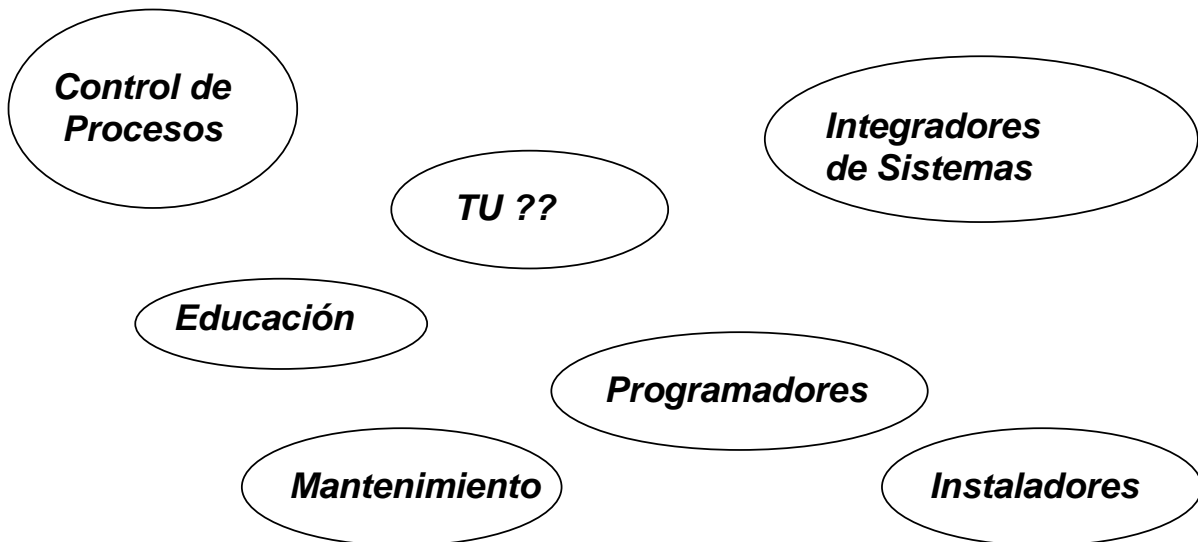 Control de
Procesos
Integradores
de Sistemas
TU ??
Educación
Programadores
Mantenimiento
Instaladores